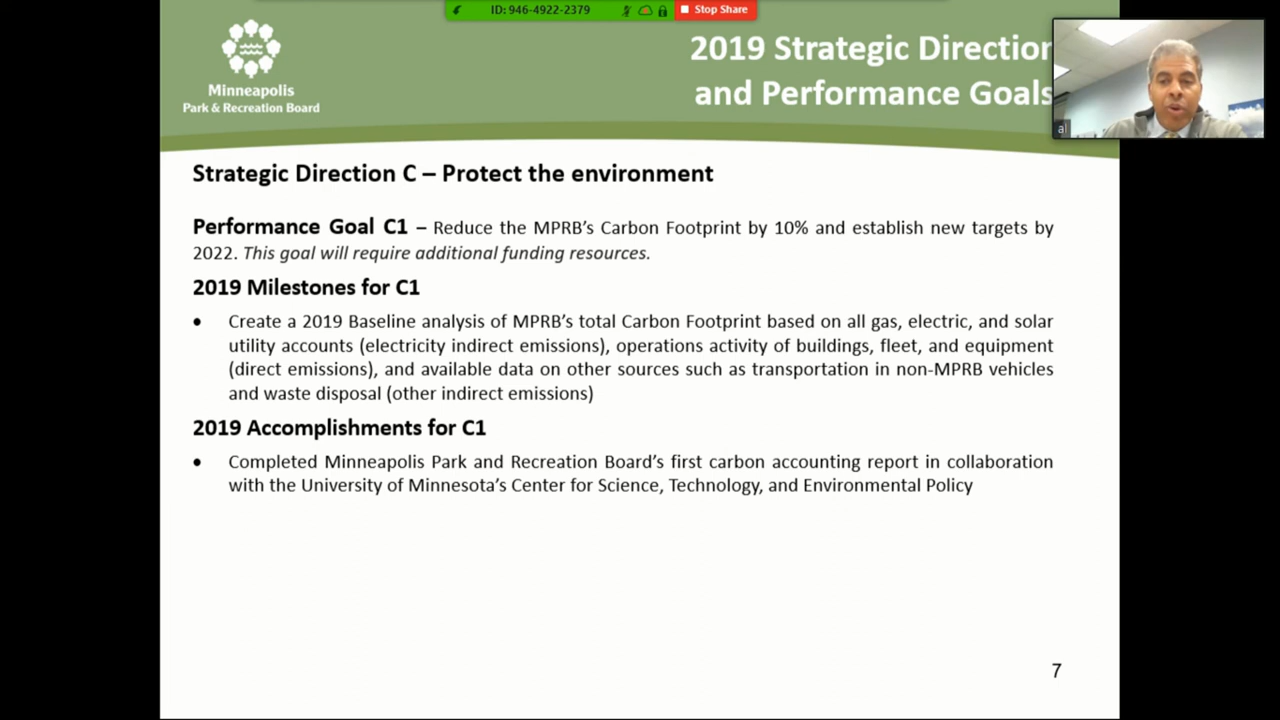 ID: 946-4922-2379
Stop Share
Minneapolis
Park & Recreation Board
2019 Strategic Direction
and Performance Goals
al
Strategic Direction C – Protect the environment
Performance Goal C1 – Reduce the MPRB's Carbon Footprint by 10% and establish new targets by
2022. This goal will require additional funding resources.
2019 Milestones for C1
• Create a 2019 Baseline analysis of MPRB's total Carbon Footprint based on all gas, electric, and solar
utility accounts (electricity indirect emissions), operations activity of buildings, fleet, and equipment
(direct emissions), and available data on other sources such as transportation in non-MPRB vehicles
and waste disposal (other indirect emissions)
2019 Accomplishments for C1
• Completed Minneapolis Park and Recreation Board's first carbon accounting report in collaboration
with the University of Minnesota's Center for Science, Technology, and Environmental Policy
7